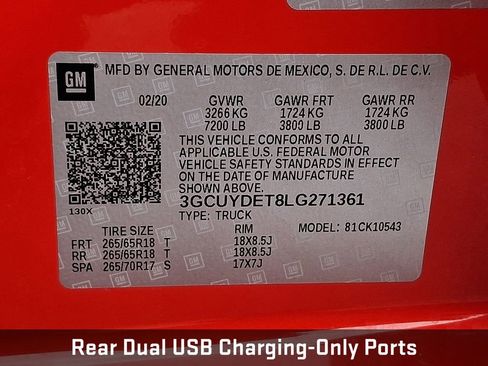 GM MFD BY GENERAL MOTORS DE MEXICO, S. DE R.L. DE C.V.
02/20 GVWR GAWR FRT GAWR RR
3266 KG 1724 KG 1724 KG
7200 LB 3800 LB 3800 LB
THIS VEHICLE CONFORMS TO ALL
APPLICABLE U.S. FEDERAL MOTOR
VEHICLE SAFETY STANDARDS IN EFFECT
ON THE DATE OF MANUFACTURE
SHOWN ABOVE.
3GCUYDET8LG271361
130X TYPE: TRUCK
TIRE SIZE RIM MODEL: 81CK10543
FRT 265/65R18 T 18X8.5J
RR 265/65R18 T 18X8.5J
SPA 265/70R17 S 17X7J
Rear Dual USB Charging-Only Ports